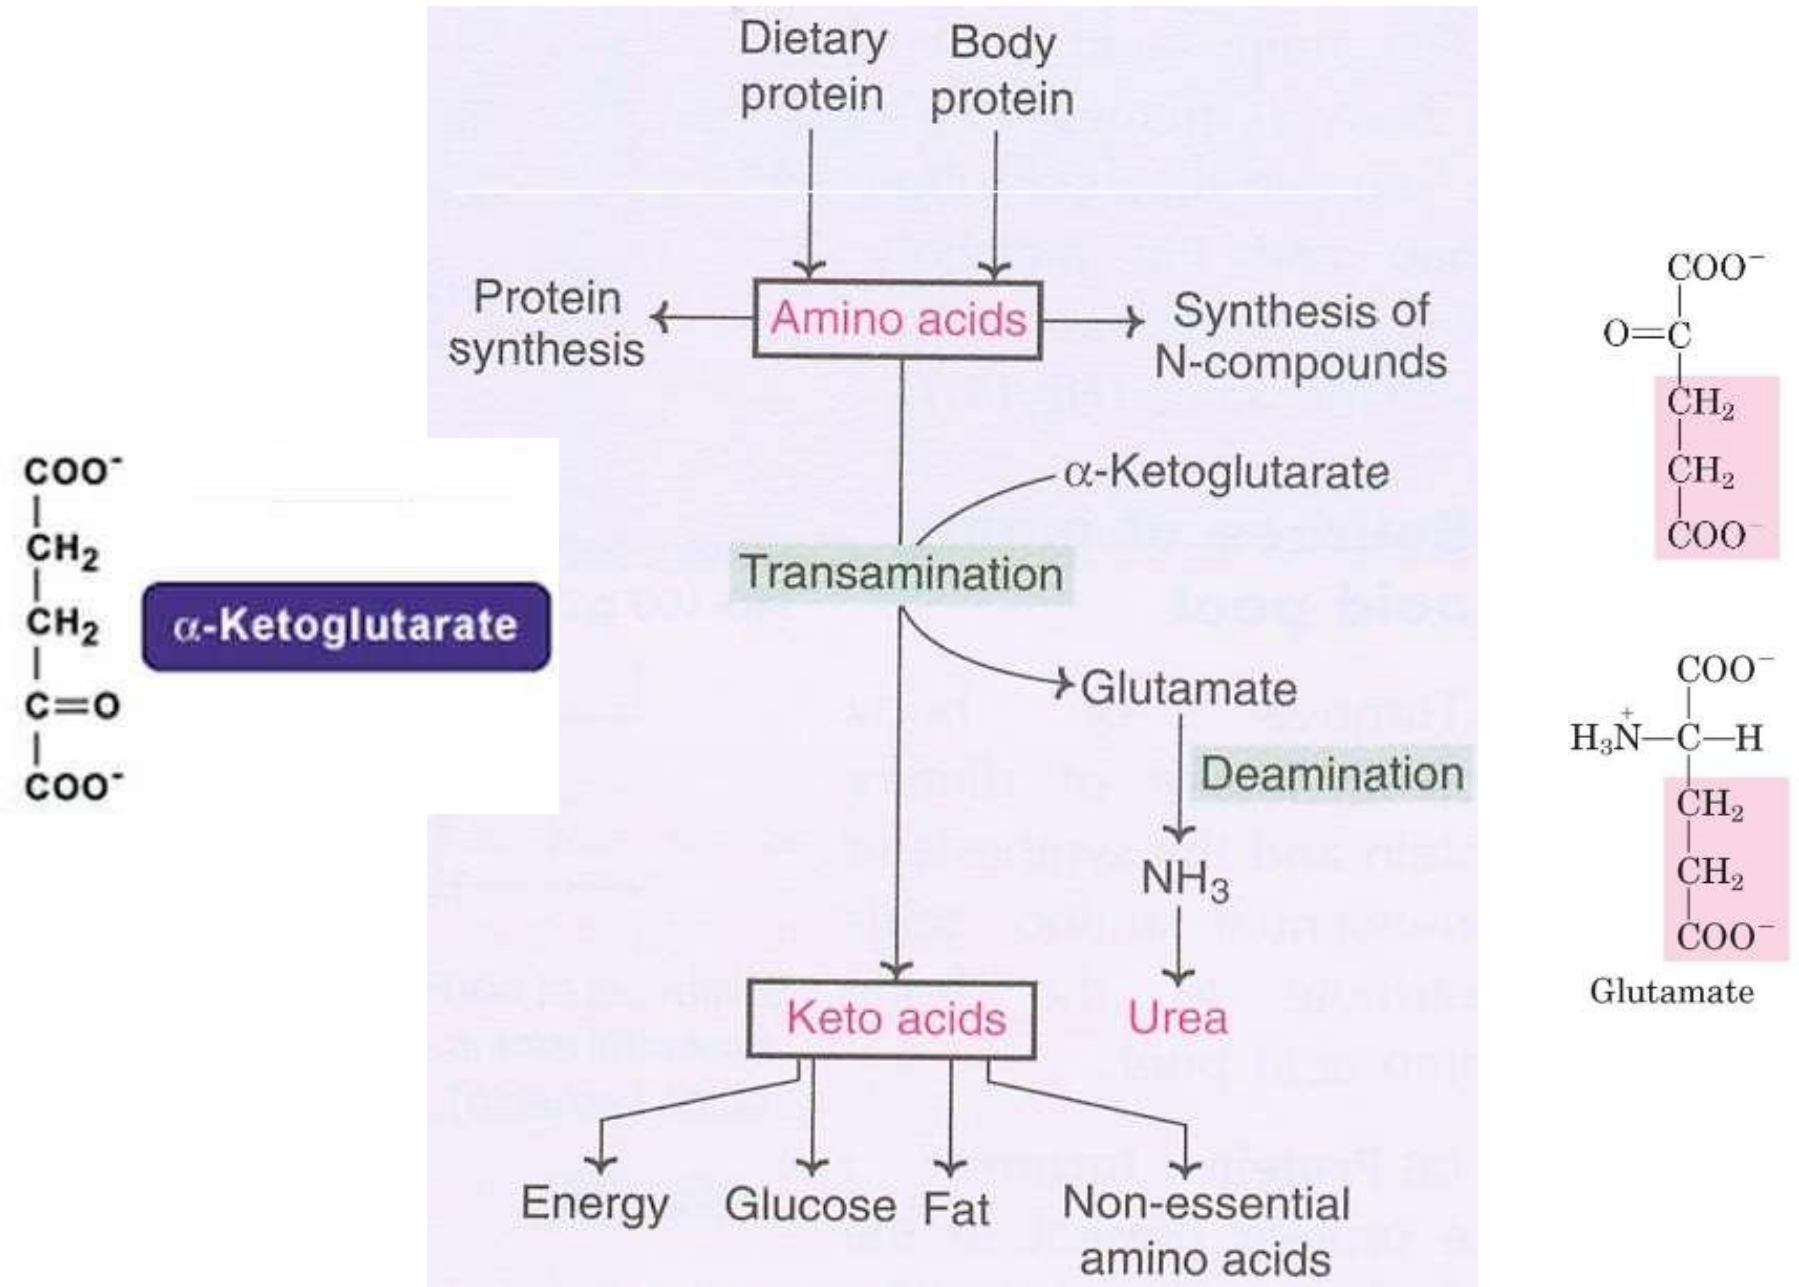 Dietary protein
Body protein
Amino acids
Protein synthesis
Synthesis of N-compounds
α-Ketoglutarate
Transamination
Glutamate
Deamination
NH₃
Urea
Keto acids
Energy
Glucose
Fat
Non-essential amino acids
COO⁻
CH₂
CH₂
C=O
COO⁻
α-Ketoglutarate
COO⁻
O=C
CH₂
CH₂
COO⁻
COO⁻
H₃N⁺—C—H
CH₂
CH₂
COO⁻
Glutamate